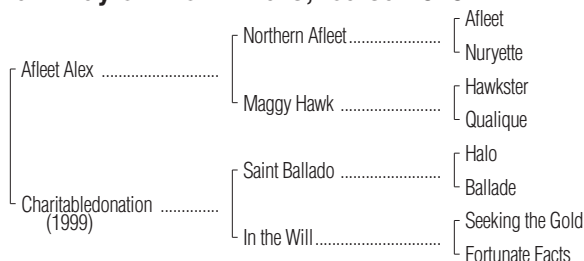 Afleet
Northern Afleet
Nuryette
Afleet Alex
Hawkster
Maggy Hawk
Qualique
Halo
Saint Ballado
Ballade
Charitabledonation
(1999)
Seeking the Gold
In the Will
Fortunate Facts